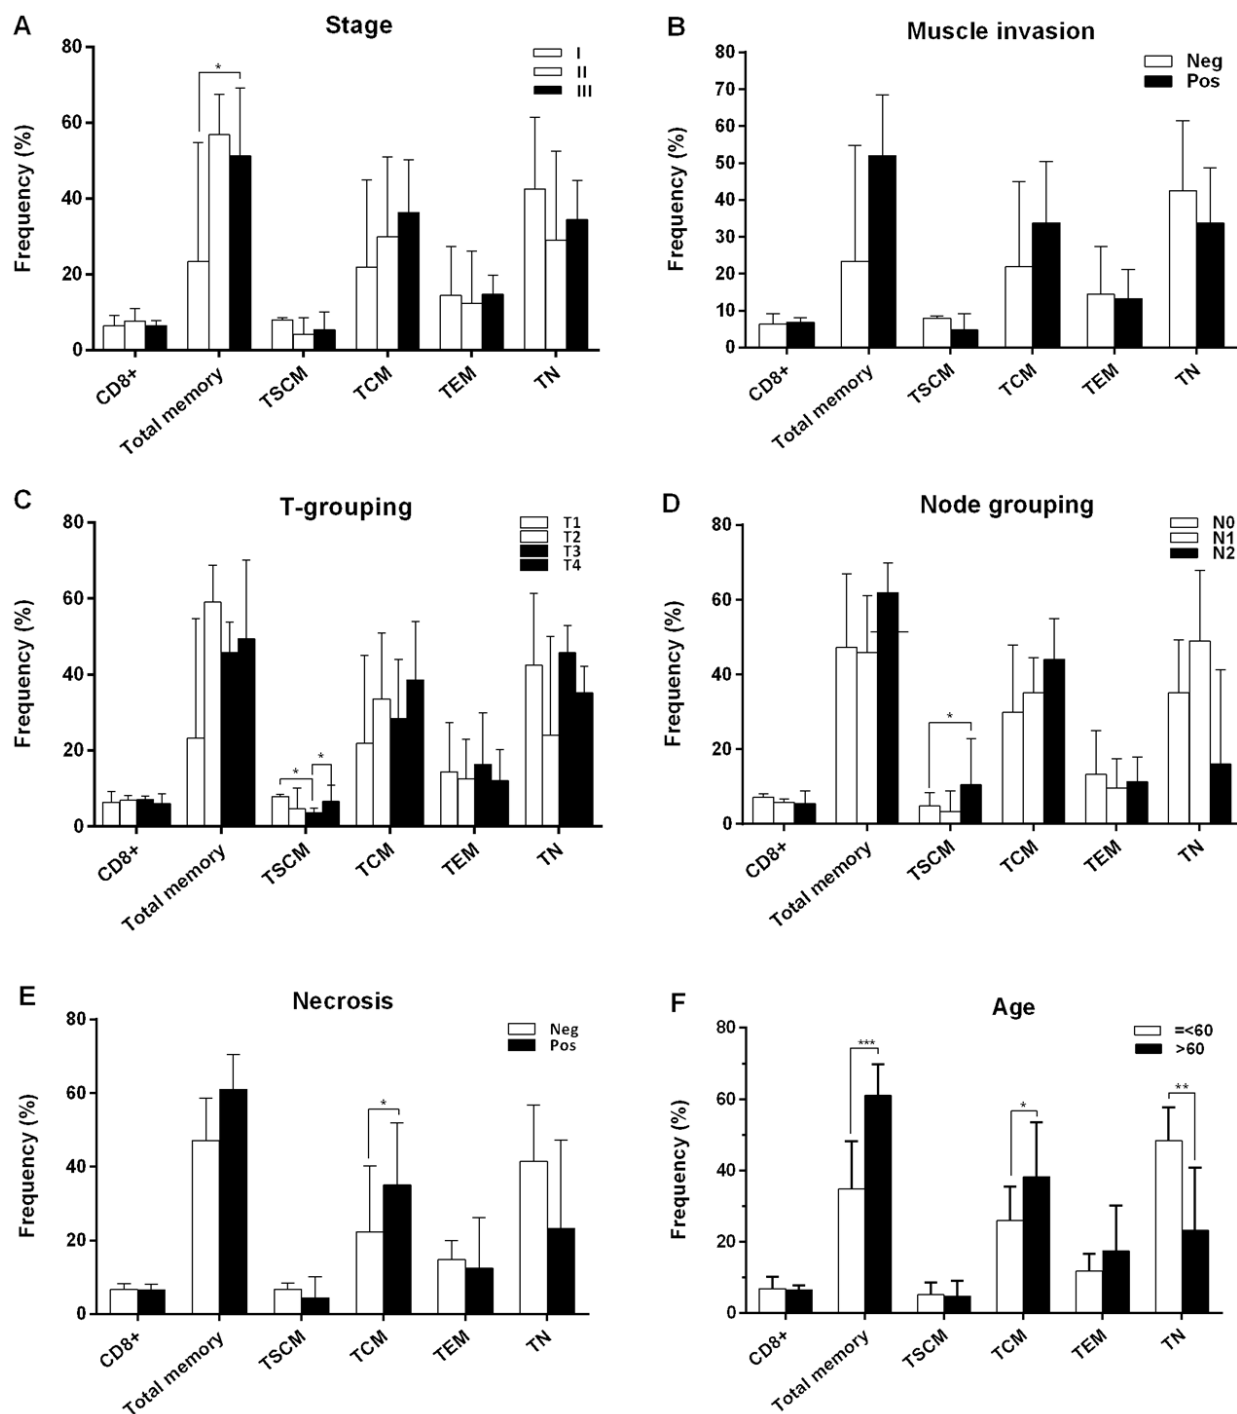 A
Stage
I
II
III
*
80
60
40
20
0
Frequency (%)
CD8+
Total memory
TSCM
TCM
TEM
TN
B
Muscle invasion
Neg
Pos
80
70
60
50
40
30
20
10
0
Frequency (%)
CD8+
Total memory
TSCM
TCM
TEM
TN
C
T-grouping
T1
T2
T3
T4
*
*
80
60
40
20
0
Frequency (%)
CD8+
Total memory
TSCM
TCM
TEM
TN
D
Node grouping
N0
N1
N2
*
80
60
40
20
0
Frequency (%)
CD8+
Total memory
TSCM
TCM
TEM
TN
E
Necrosis
Neg
Pos
*
80
60
40
20
0
Frequency (%)
CD8+
Total memory
TSCM
TCM
TEM
TN
F
Age
=<60
>60
***
*
**
80
60
40
20
0
Frequency (%)
CD8+
Total memory
TSCM
TCM
TEM
TN